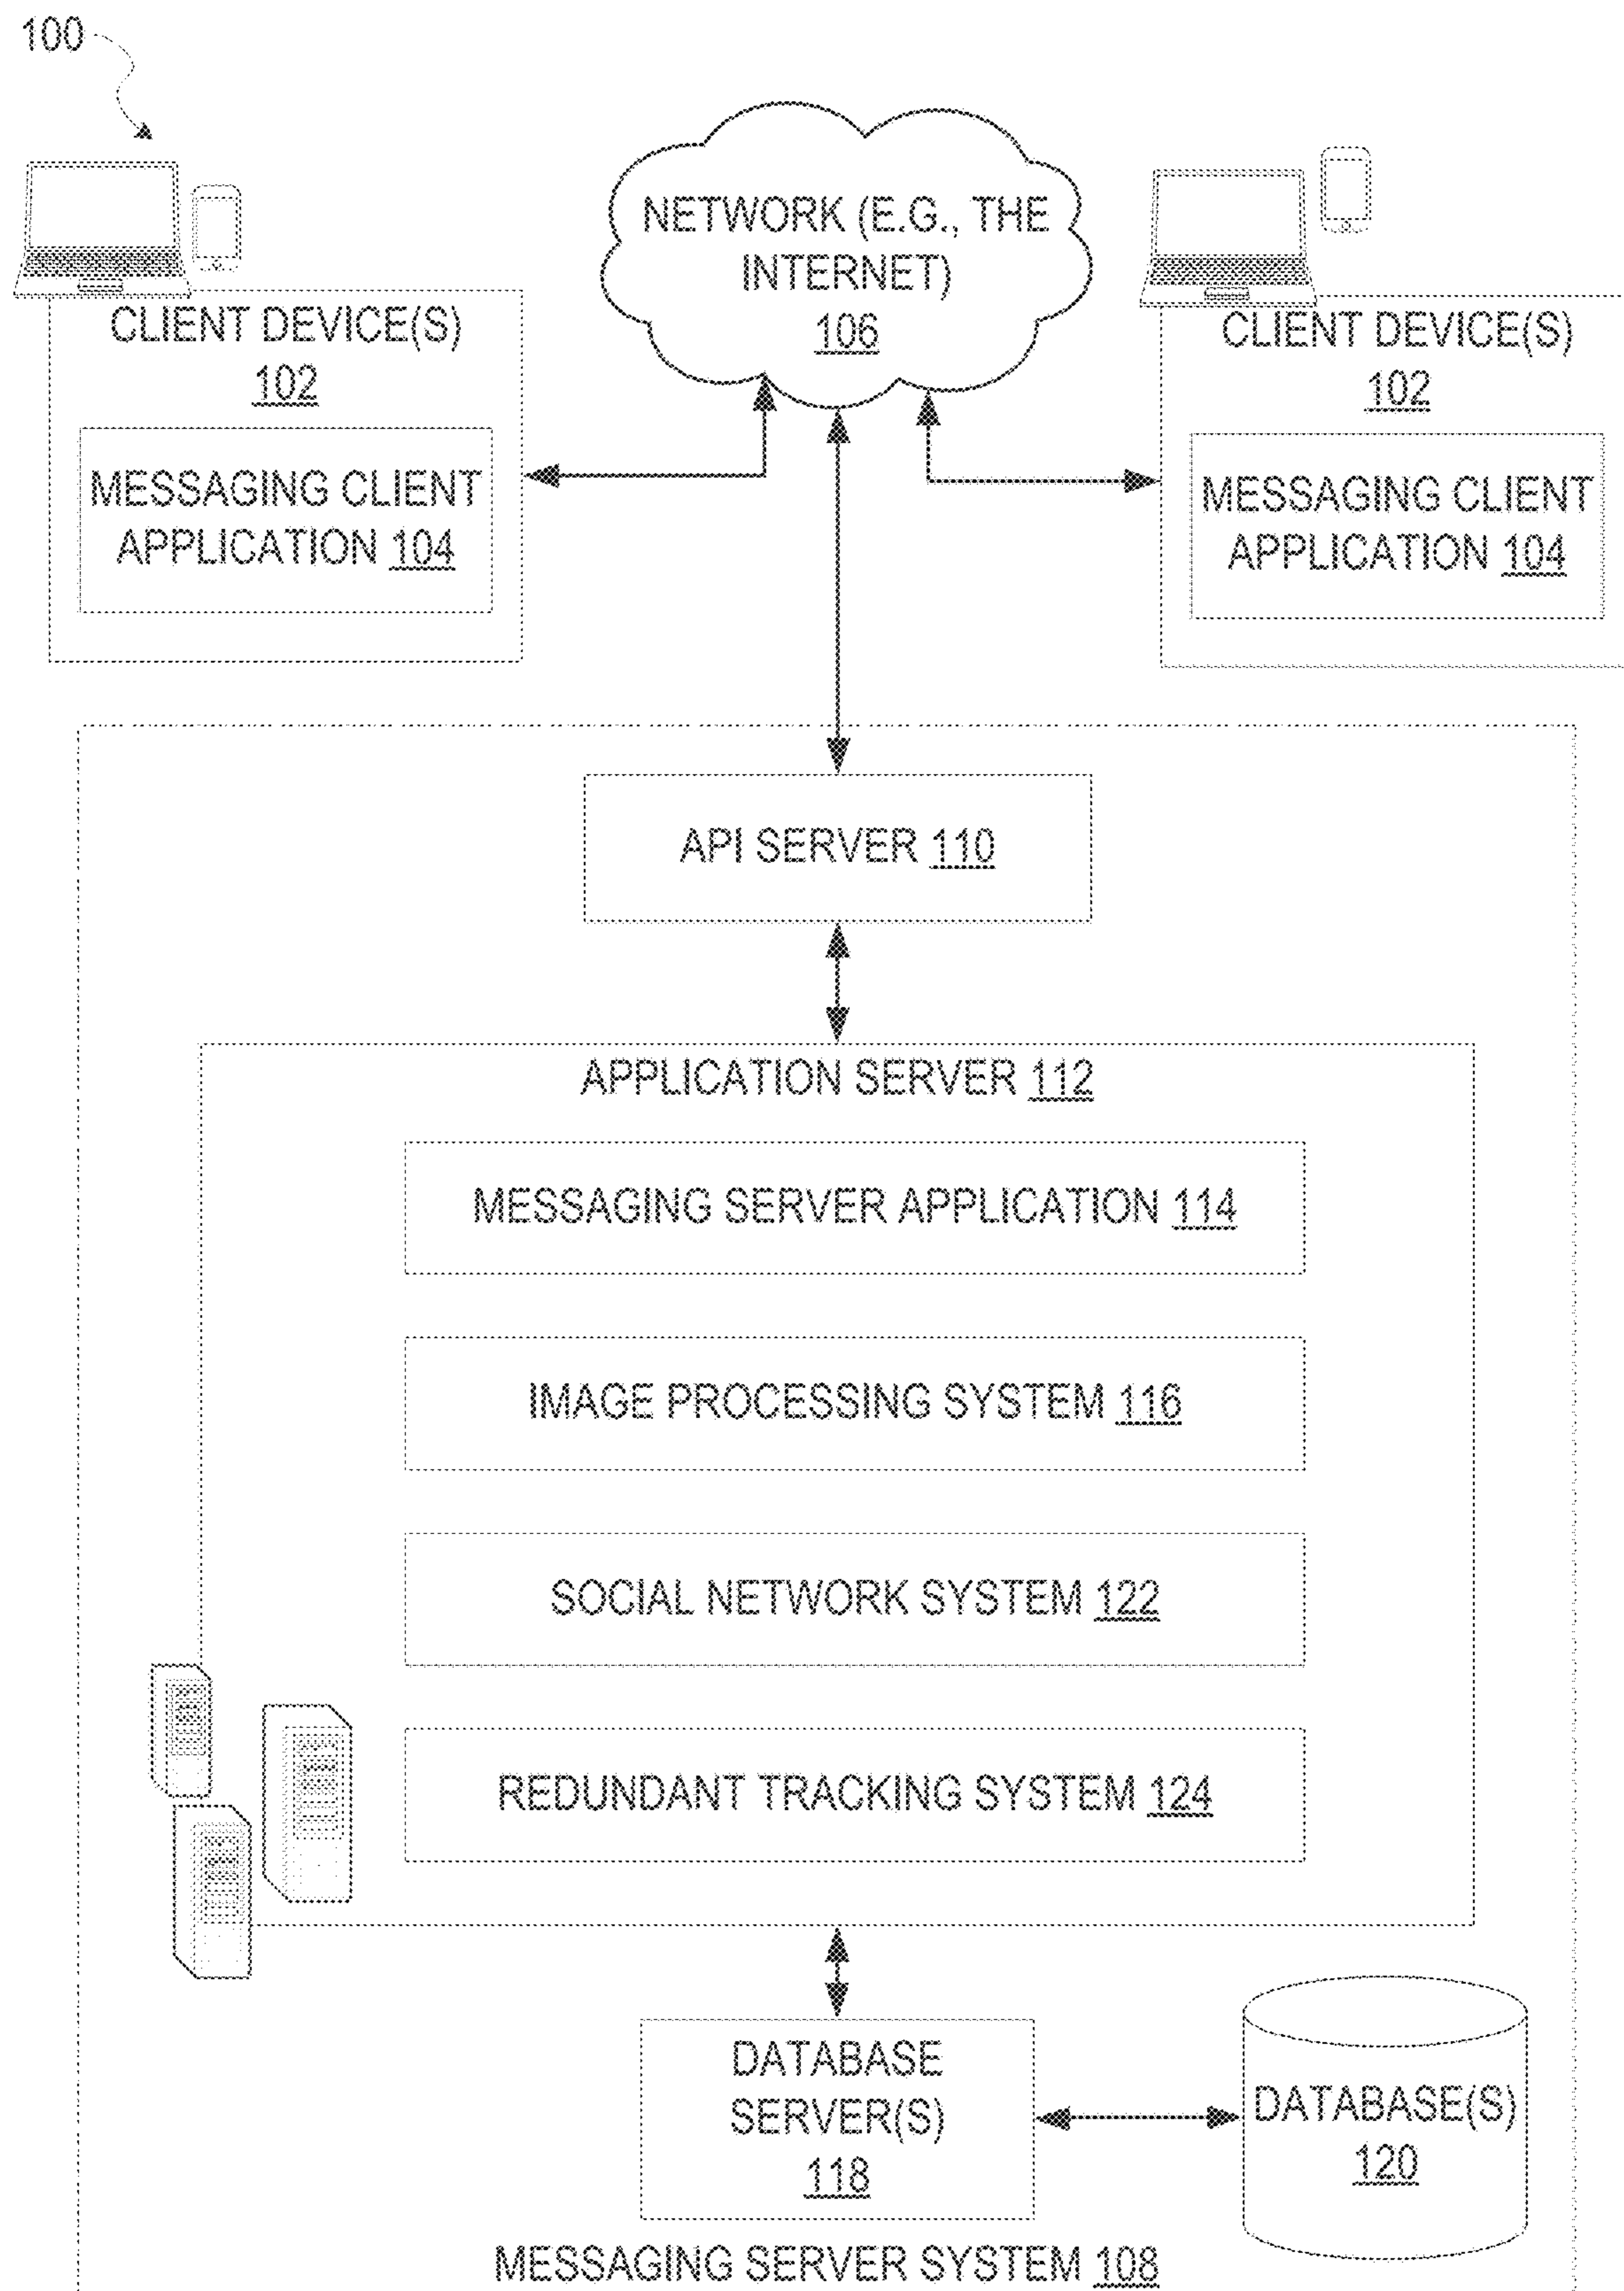 100
NETWORK (E.G., THE
INTERNET)
106
CLIENT DEVICE(S)
102
MESSAGING CLIENT
APPLICATION 104
CLIENT DEVICE(S)
102
MESSAGING CLIENT
APPLICATION 104
API SERVER 110
APPLICATION SERVER 112
MESSAGING SERVER APPLICATION 114
IMAGE PROCESSING SYSTEM 116
SOCIAL NETWORK SYSTEM 122
REDUNDANT TRACKING SYSTEM 124
DATABASE
SERVER(S)
118
DATABASE(S)
120
MESSAGING SERVER SYSTEM 108